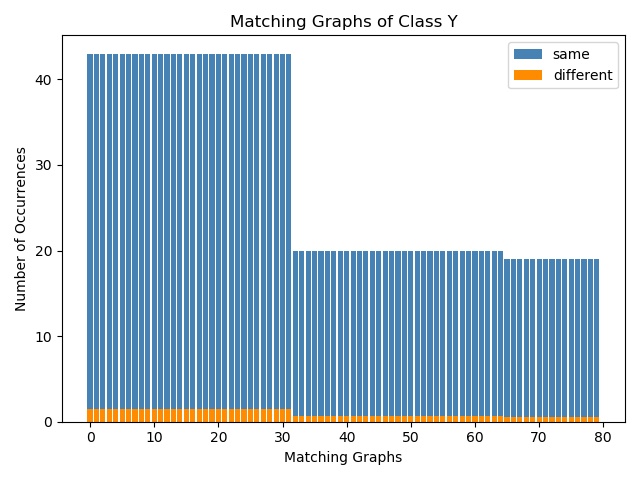 Matching Graphs of Class Y
same
different
Number of Occurrences
40
30
20
10
0
0 10 20 30 40 50 60 70 80
Matching Graphs